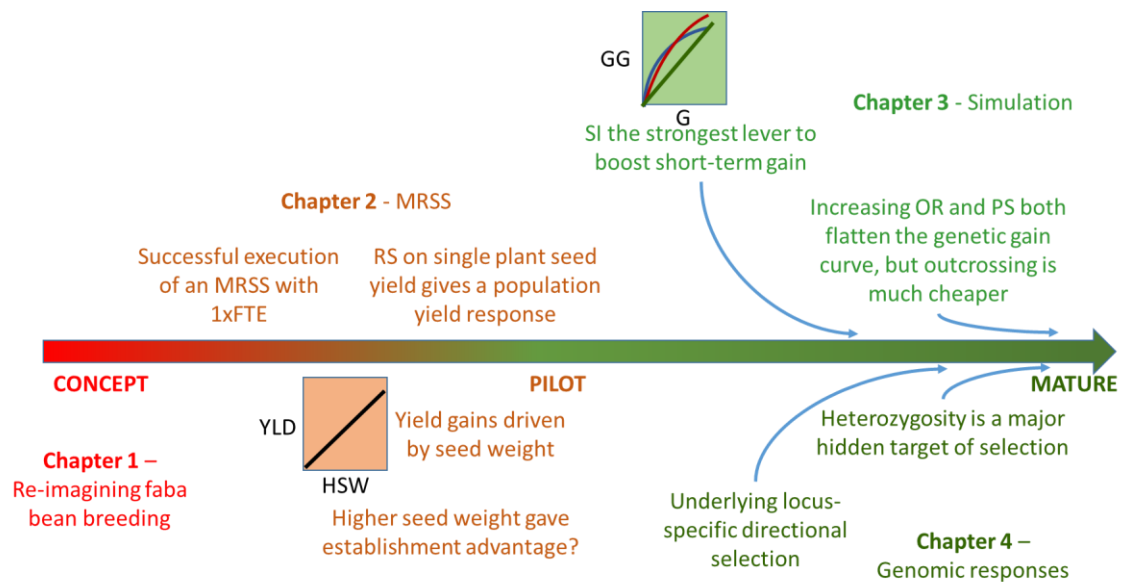 GG
G
SI the strongest lever to
boost short-term gain
Chapter 3 - Simulation
Chapter 2 - MRSS
Successful execution
of an MRSS with
1xFTE
RS on single plant seed
yield gives a population
yield response
Increasing OR and PS both
flatten the genetic gain
curve, but outcrossing is
much cheaper
CONCEPT
PILOT
MATURE
Chapter 1 –
Re-imagining faba
bean breeding
YLD
HSW
Yield gains driven
by seed weight
Higher seed weight gave
establishment advantage?
Underlying locus-
specific directional
selection
Heterozygosity is a major
hidden target of selection
Chapter 4 –
Genomic responses